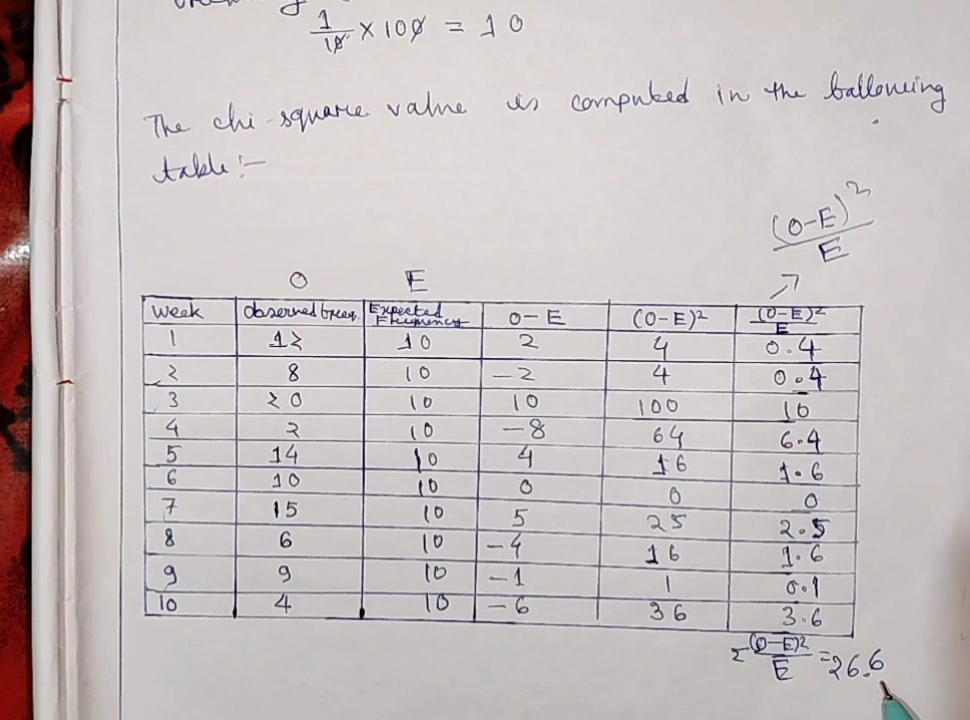 1/10 × 100 = 10
The chi-square value is computed in the following
table:-
(O-E)²/E
O E
Week Observed freq. Expected Frequency O-E (O-E)² (O-E)²/E
1 12 10 2 4 0.4
2 8 10 -2 4 0.4
3 20 10 10 100 10
4 2 10 -8 64 6.4
5 14 10 4 16 1.6
6 10 10 0 0 0
7 15 10 5 25 2.5
8 6 10 -4 16 1.6
9 9 10 -1 1 0.1
10 4 10 -6 36 3.6
Σ(O-E)²/E = 26.6